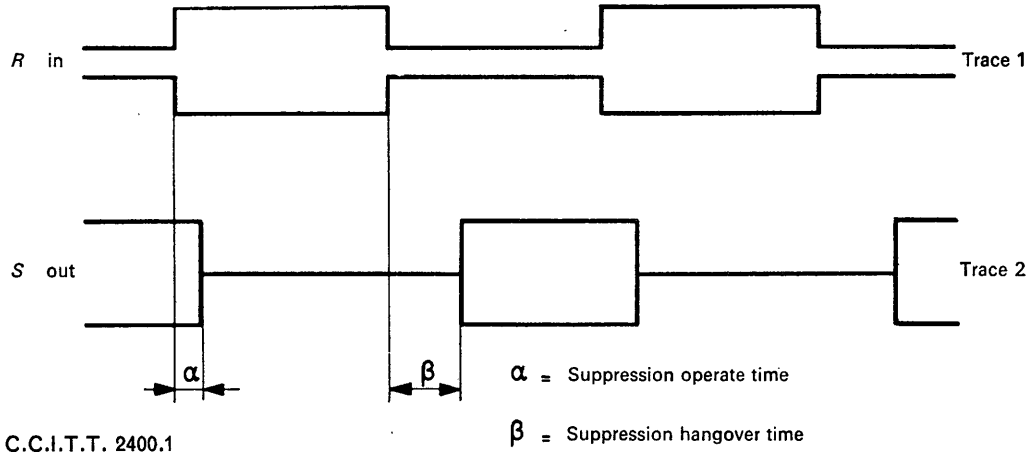 R in
Trace 1
S out
Trace 2
α
β
α = Suppression operate time
β = Suppression hangover time
C.C.I.T.T. 2400.1